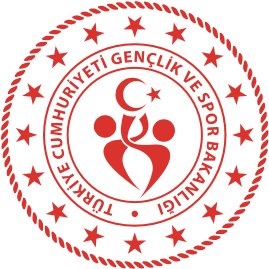 TÜRKİYE CUMHURİYETİ GENÇLİK VE SPOR BAKANLIĞI